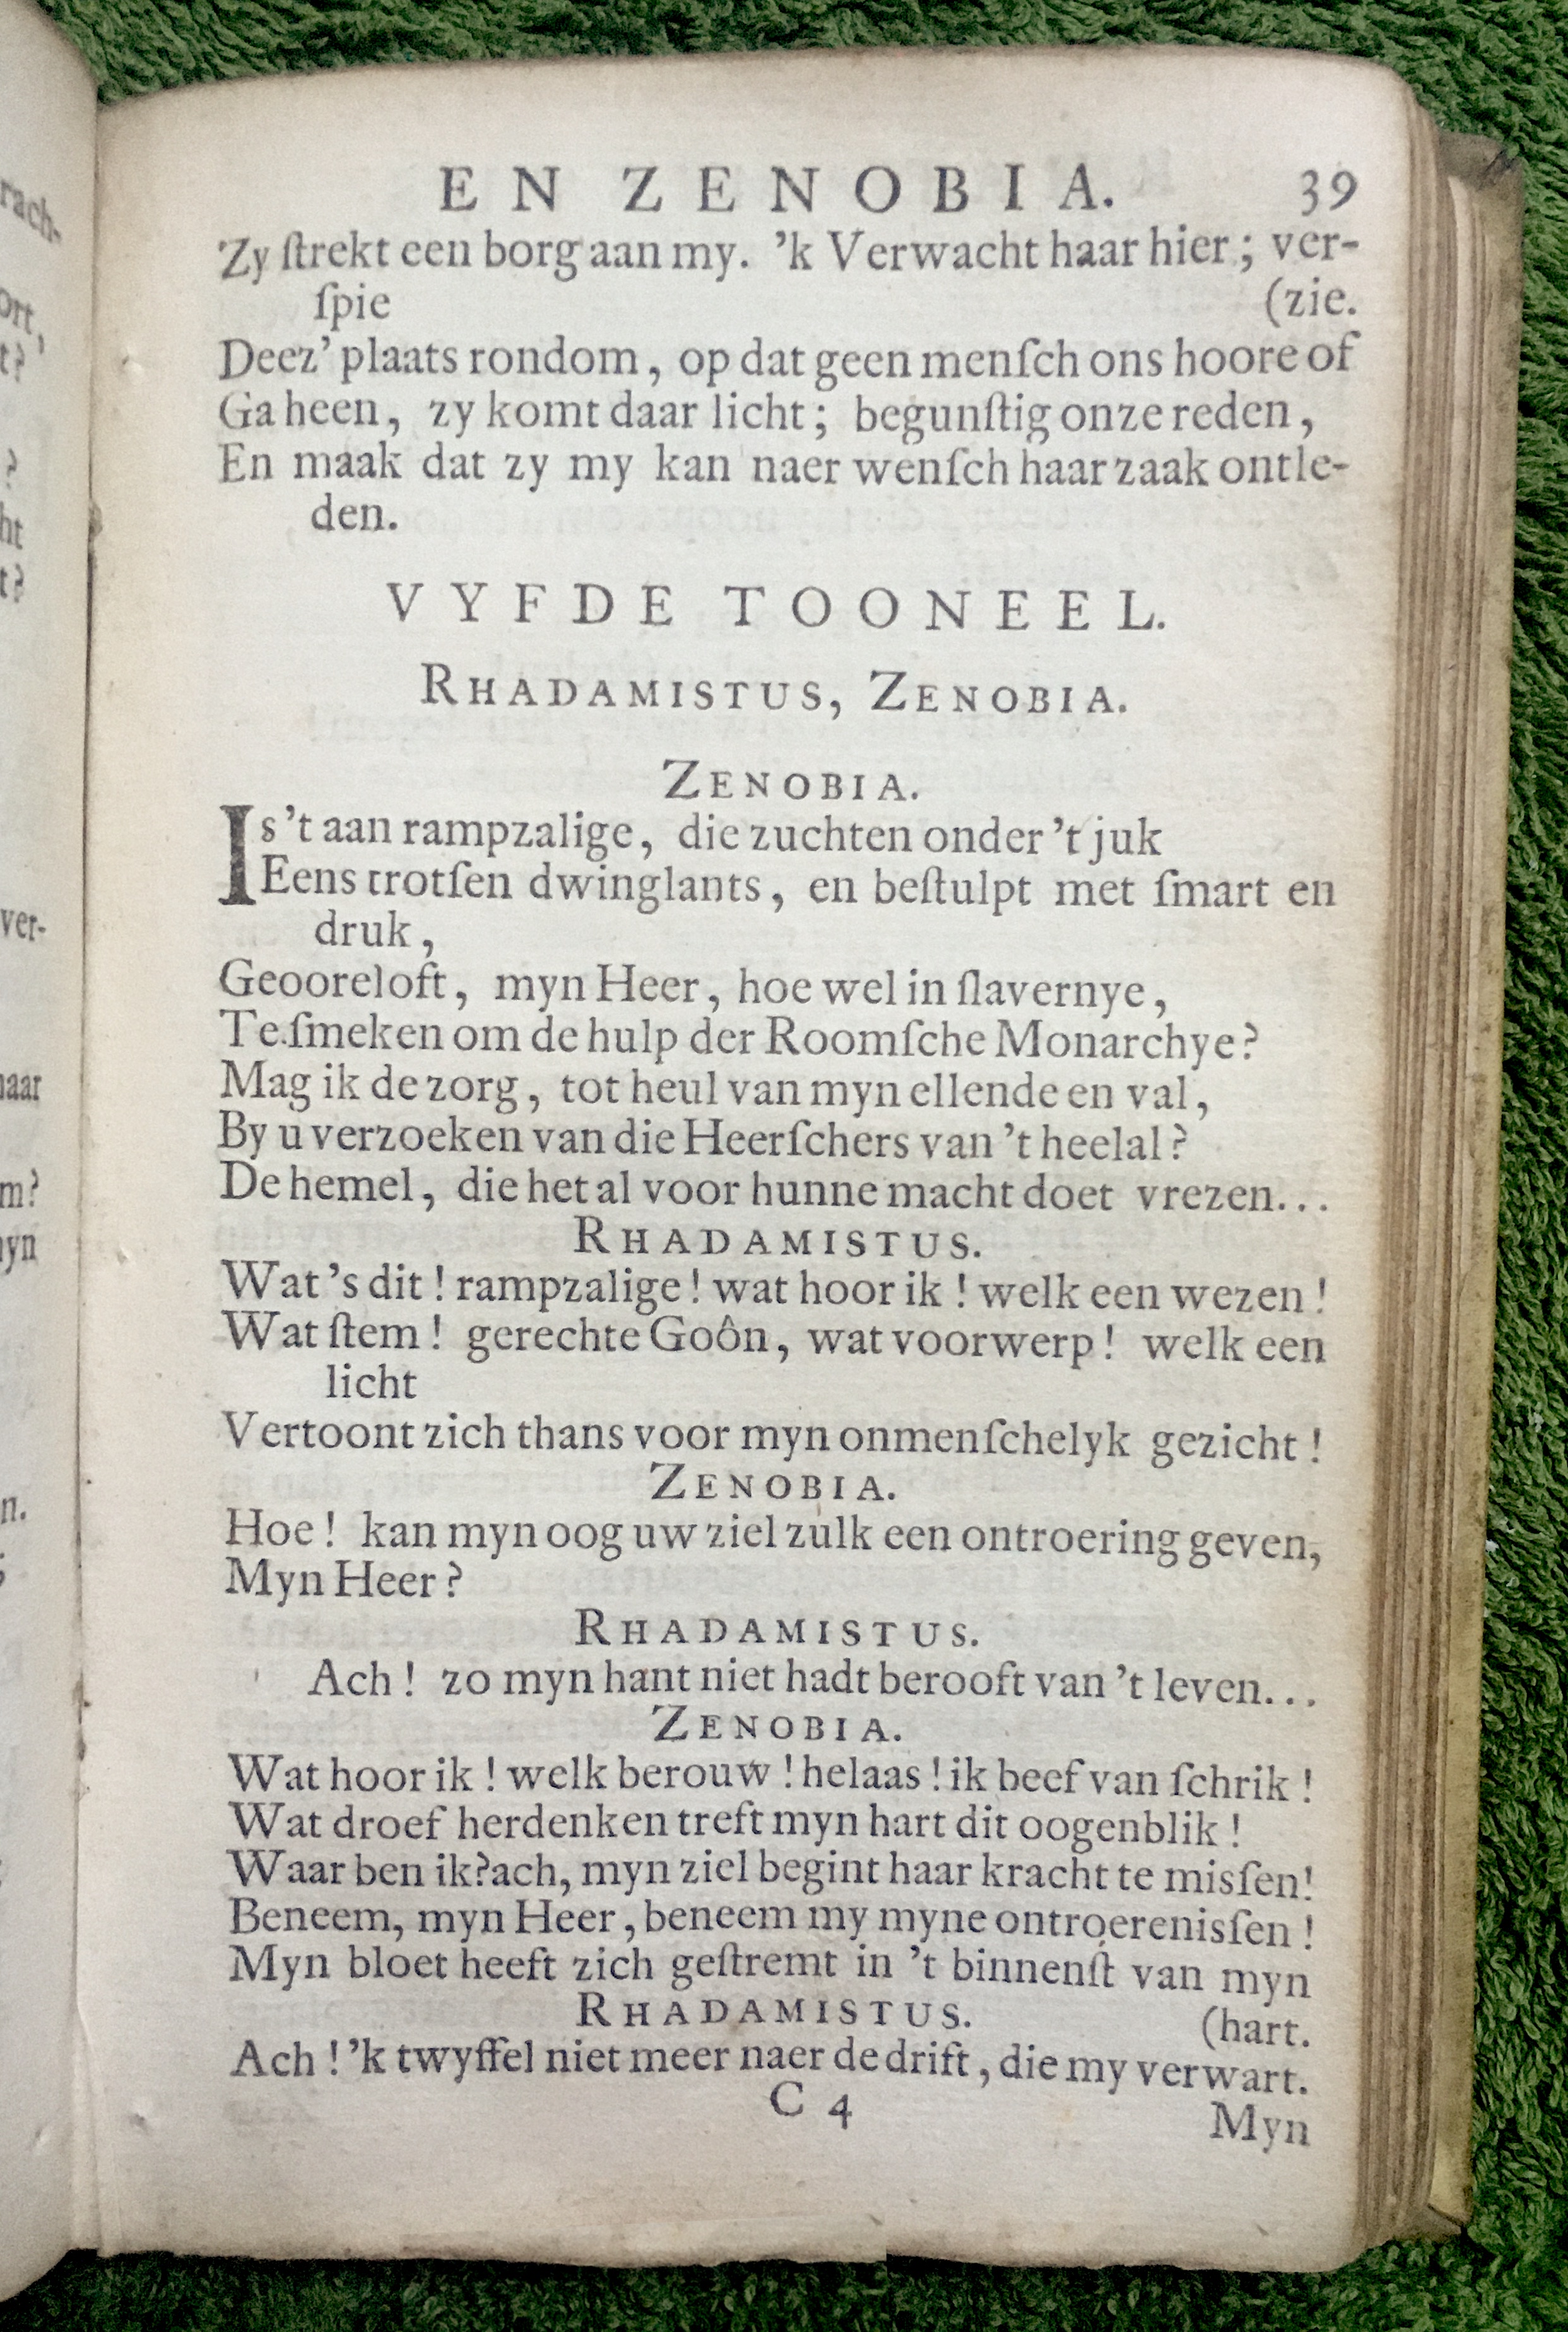 EN ZENOBIA. 39
Zy ſtrekt een borg aan my. ’k Verwacht haar hier; ver-
ſpie (zie.
Deez’ plaats rondom, op dat geen menſch ons hoore of
Ga heen, zy komt daar licht; begunſtig onze reden,
En maak dat zy my kan naer wenſch haar zaak ontle-
den.
VYFDE TOONEEL.
RHADAMISTUS, ZENOBIA.
ZENOBIA.
Is ’t aan rampzalige, die zuchten onder ’t juk
Eens trotſen dwinglants, en beſtulpt met ſmart en
druk,
Geooreloft, myn Heer, hoe wel in ſlavernye,
Te ſmeken om de hulp der Roomſche Monarchye?
Mag ik de zorg, tot heul van myn ellende en val,
By u verzoeken van die Heerſchers van ’t heelal?
De hemel, die het al voor hunne macht doet vrezen...
RHADAMISTUS.
Wat ’s dit! rampzalige! wat hoor ik! welk een wezen!
Wat ſtem! gerechte Goôn, wat voorwerp! welk een
licht
Vertoont zich thans voor myn onmenſchelyk gezicht!
ZENOBIA.
Hoe! kan myn oog uw ziel zulk een ontroering geven,
Myn Heer?
RHADAMISTUS.
Ach! zo myn hant niet hadt berooft van ’t leven...
ZENOBIA.
Wat hoor ik! welk berouw! helaas! ik beef van ſchrik!
Wat droef herdenken treft myn hart dit oogenblik!
Waar ben ik? ach, myn ziel begint haar kracht te misſen!
Beneem, myn Heer, beneem my myne ontroerenisſen!
Myn bloet heeft zich geſtremt in ’t binnenſt van myn
RHADAMISTUS. (hart.
Ach! ’k twyffel niet meer naer de drift, die my verwart.
C 4
Myn
rach-
ort,
t?
?
ht
t?
ver-
naar
m?
nyn
n.